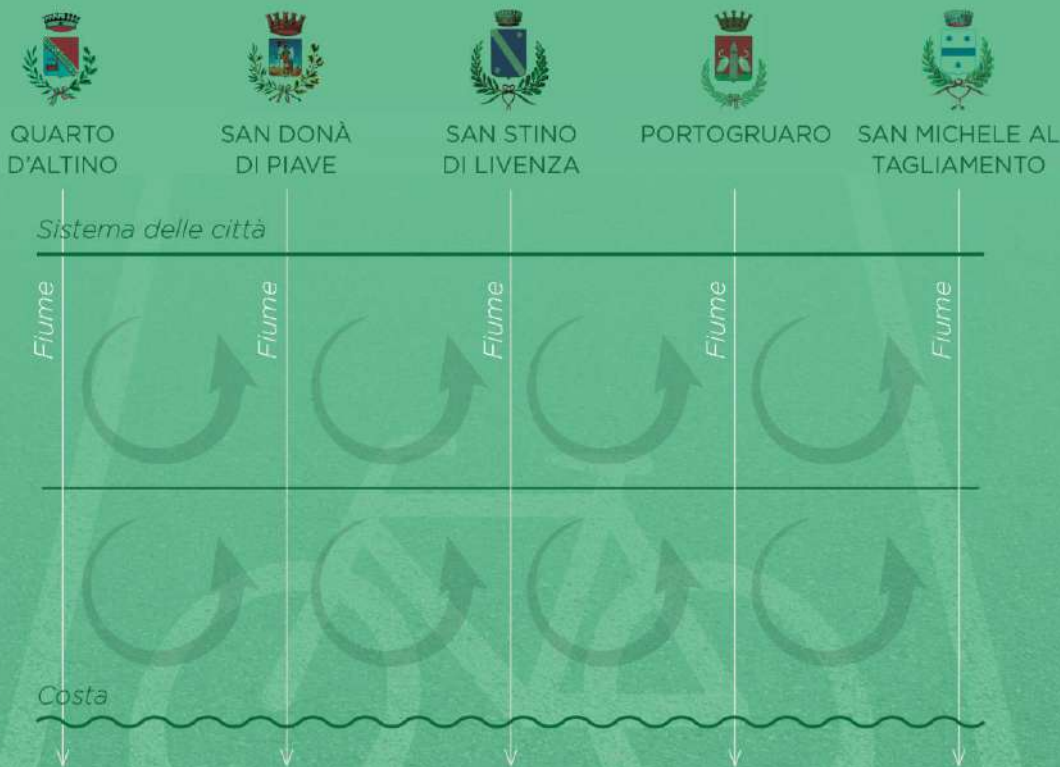 QUARTO
D'ALTINO
SAN DONÀ
DI PIAVE
SAN STINO
DI LIVENZA
PORTOGRUARO
SAN MICHELE AL
TAGLIAMENTO
Sistema delle città
Fiume
Fiume
Fiume
Fiume
Fiume
Costa